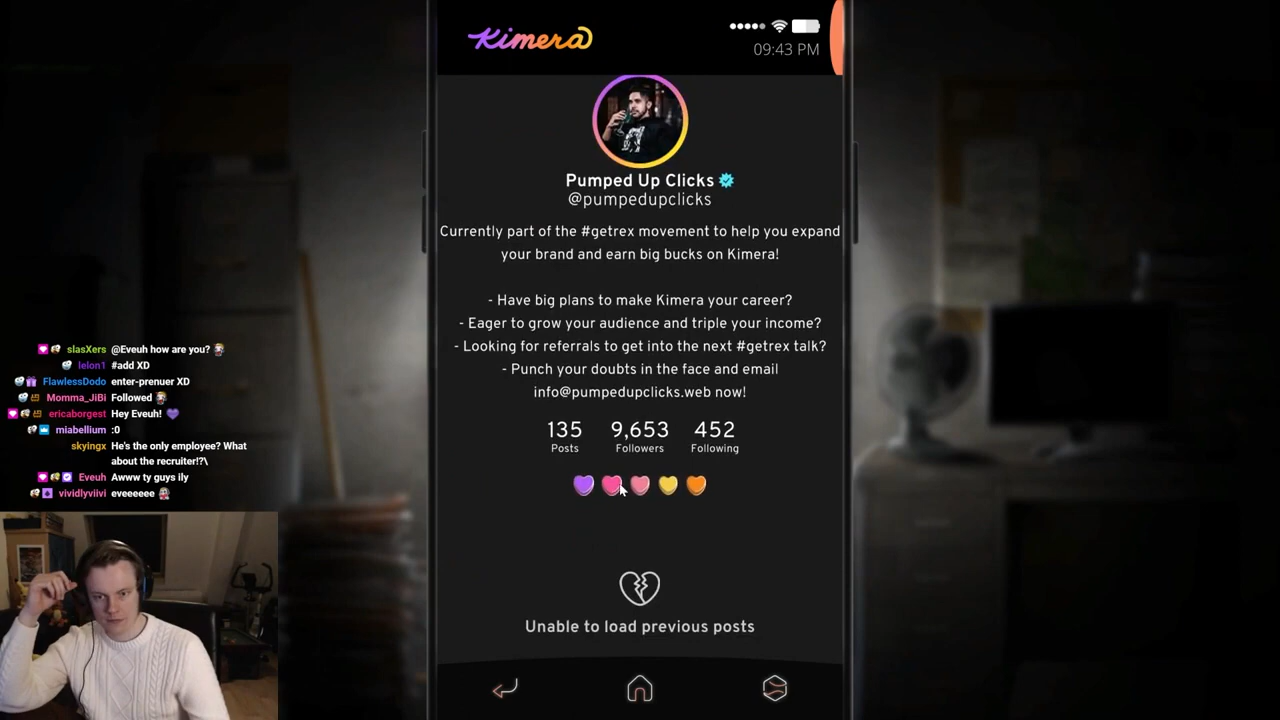 Kimera
09:43 PM
Pumped Up Clicks
@pumpedupclicks
Currently part of the #getrex movement to help you expand
your brand and earn big bucks on Kimera!
- Have big plans to make Kimera your career?
- Eager to grow your audience and triple your income?
- Looking for referrals to get into the next #getrex talk?
- Punch your doubts in the face and email
info@pumpedupclicks.web now!
135 9,653 452
Posts Followers Following
Unable to load previous posts
slasXers @Eveuh how are you?
lelon1 #add XD
FlawlessDodo enter-prenuer XD
Momma_JiBi Followed
ericaborgest Hey Eveuh!
miabellium :0
skyingx He's the only employee? What
about the recruiter!?\
Eveuh Awww ty guys ily
vividlyviivi eveeeeee